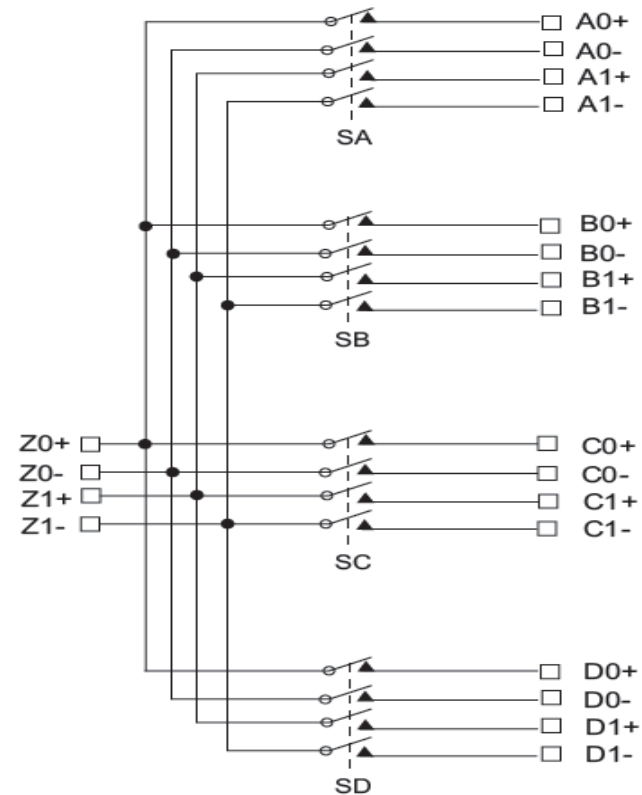 A0+
A0-
A1+
A1-
SA
B0+
B0-
B1+
B1-
SB
Z0+
Z0-
Z1+
Z1-
C0+
C0-
C1+
C1-
SC
D0+
D0-
D1+
D1-
SD